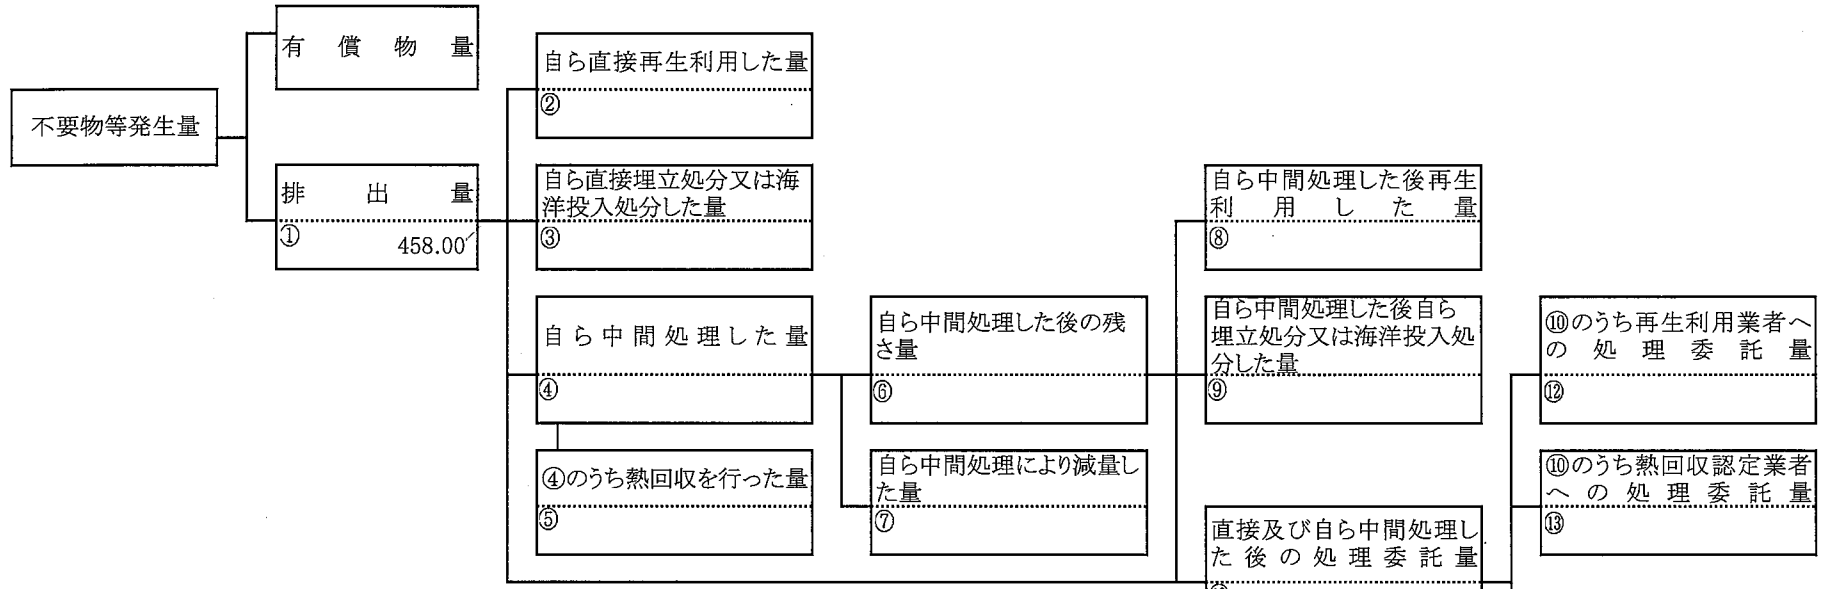 有償物量
不要物等発生量
排出量
①
458.00
自ら直接再生利用した量
②
自ら直接埋立処分又は海
洋投入処分した量
③
自ら中間処理した量
④
④のうち熱回収を行った量
⑤
自ら中間処理した後の残
さ量
⑥
自ら中間処理により減量し
た量
⑦
自ら中間処理した後再生
利用した量
⑧
自ら中間処理した後自ら
埋立処分又は海洋投入処
分した量
⑨
直接及び自ら中間処理し
た後の処理委託量
⑩のうち再生利用業者へ
の処理委託量
⑫
⑩のうち熱回収認定業者
への処理委託量
⑬